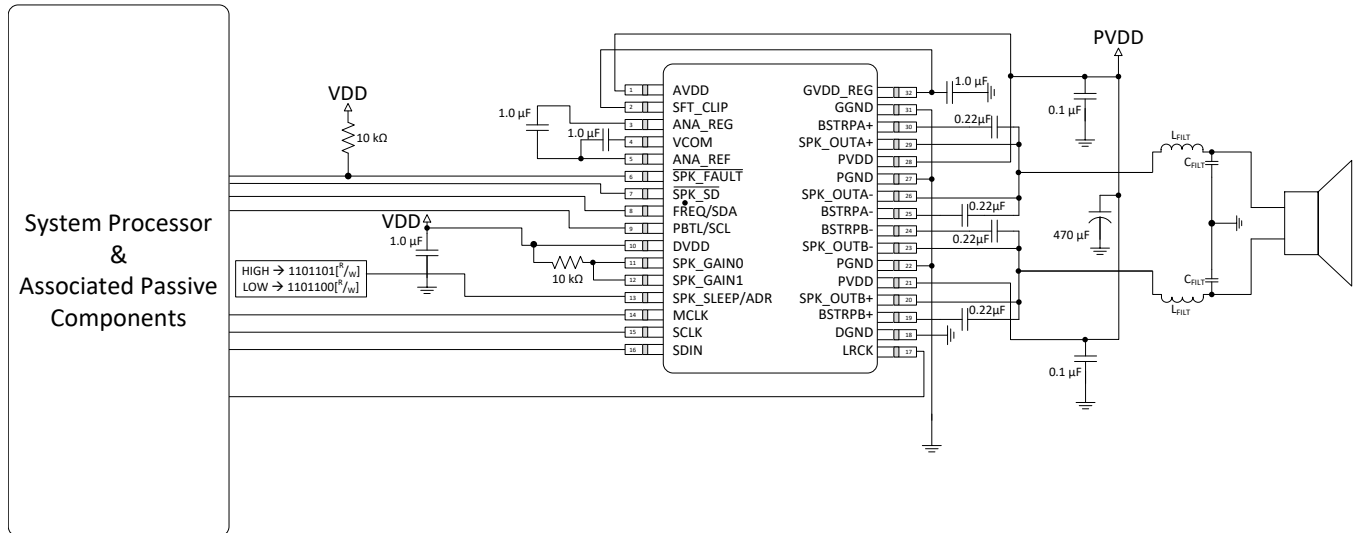 System Processor
&
Associated Passive
Components
VDD
10 kΩ
1.0 µF
1.0 µF
VDD
1.0 µF
10 kΩ
HIGH → 1101101[R/W]
LOW → 1101100[R/W]
1 AVDD
2 SFT_CLIP
3 ANA_REG
4 VCOM
5 ANA_REF
6 SPK_FAULT
7 SPK_SD
8 FREQ/SDA
9 PBTL/SCL
10 DVDD
11 SPK_GAIN0
12 SPK_GAIN1
13 SPK_SLEEP/ADR
14 MCLK
15 SCLK
16 SDIN
GVDD_REG 32
GGND 31
BSTRPA+ 30
SPK_OUTA+ 29
PVDD 28
PGND 27
SPK_OUTA- 26
BSTRPA- 25
BSTRPB- 24
SPK_OUTB- 23
PGND 22
PVDD 21
SPK_OUTB+ 20
BSTRPB+ 19
DGND 18
LRCK 17
1.0 µF
0.22µF
0.22µF
0.22µF
0.22µF
PVDD
0.1 µF
470 µF
0.1 µF
LFILT
CFILT
CFILT
LFILT